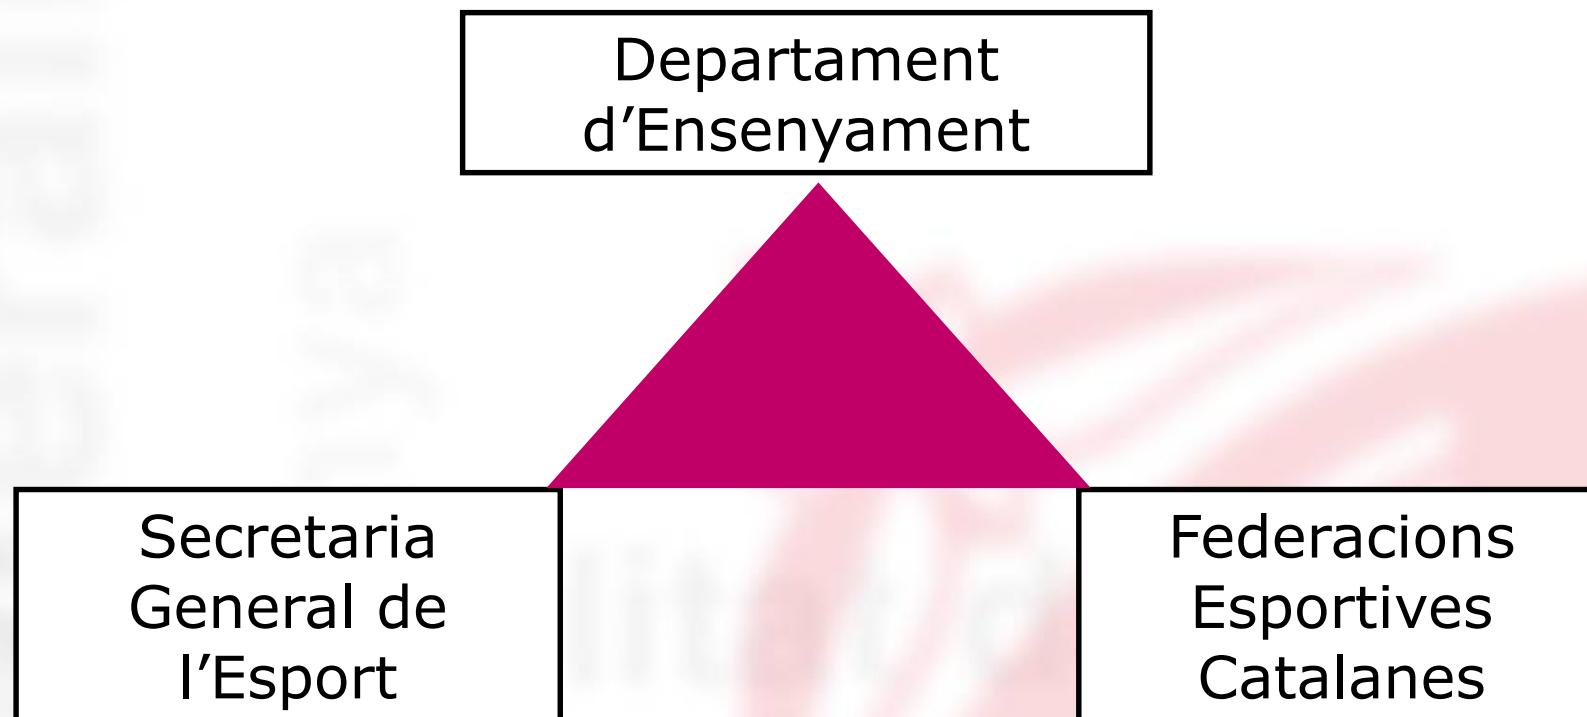 Departament
d’Ensenyament
Secretaria
General de
l’Esport
Federacions
Esportives
Catalanes